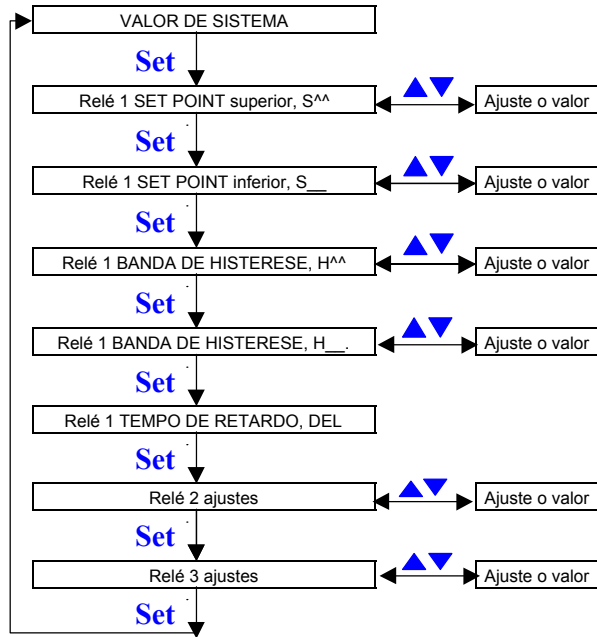 VALOR DE SISTEMA
Set
Relé 1 SET POINT superior, S^^
Ajuste o valor
Set
Relé 1 SET POINT inferior, S__
Ajuste o valor
Set
Relé 1 BANDA DE HISTERESE, H^^
Ajuste o valor
Set
Relé 1 BANDA DE HISTERESE, H__.
Ajuste o valor
Set
Relé 1 TEMPO DE RETARDO, DEL
Set
Relé 2 ajustes
Ajuste o valor
Set
Relé 3 ajustes
Ajuste o valor
Set